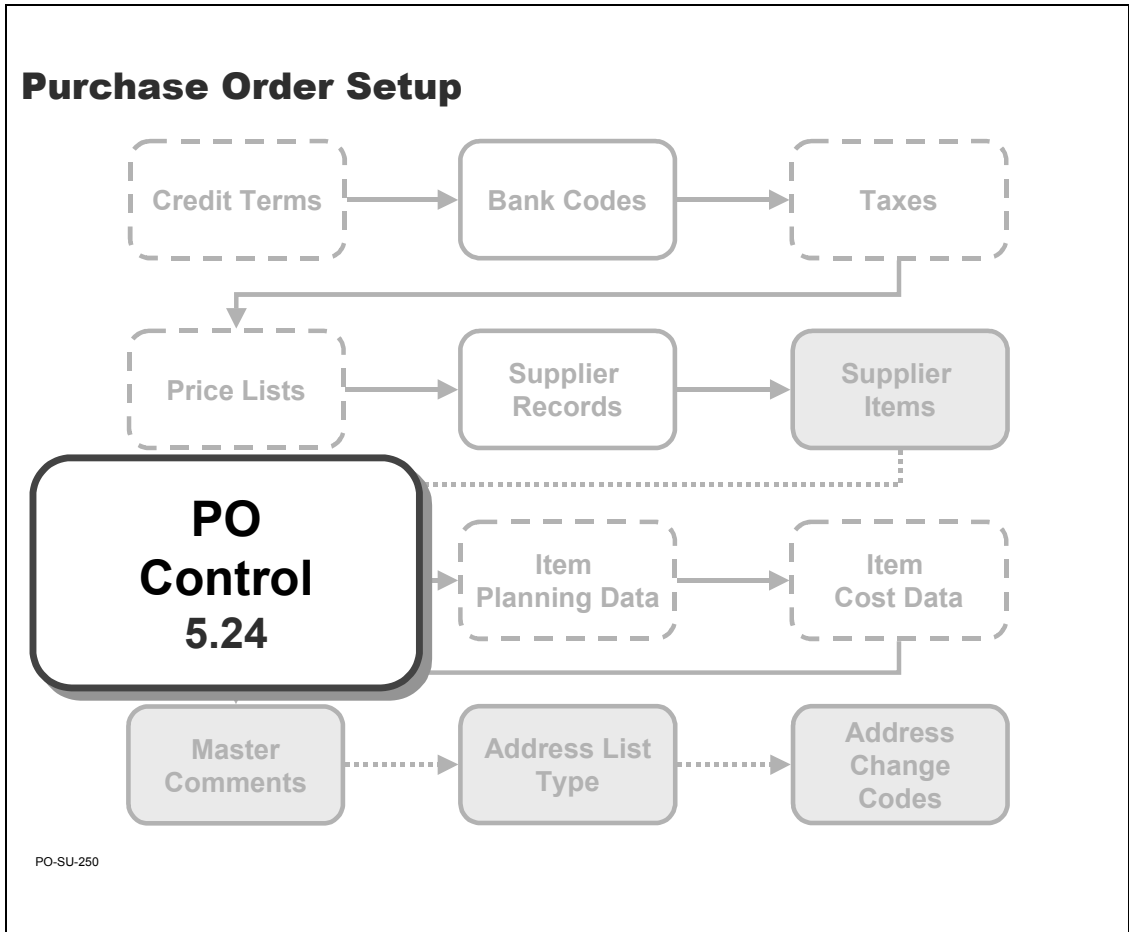 Purchase Order Setup
Credit Terms
Bank Codes
Taxes
Price Lists
Supplier
Records
Supplier
Items
PO
Control
5.24
Item
Planning Data
Item
Cost Data
Master
Comments
Address List
Type
Address
Change
Codes
PO-SU-250